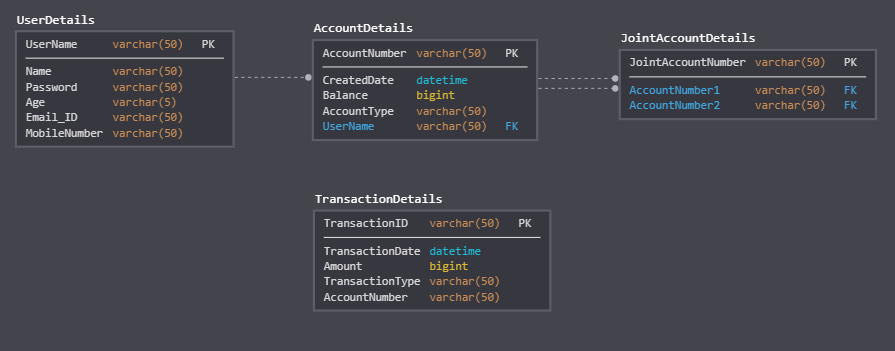 UserDetails
UserName varchar(50) PK
Name varchar(50)
Password varchar(50)
Age varchar(5)
Email_ID varchar(50)
MobileNumber varchar(50)
AccountDetails
AccountNumber varchar(50) PK
CreatedDate datetime
Balance bigint
AccountType varchar(50)
UserName varchar(50) FK
JointAccountDetails
JointAccountNumber varchar(50) PK
AccountNumber1 varchar(50) FK
AccountNumber2 varchar(50) FK
TransactionDetails
TransactionID varchar(50) PK
TransactionDate datetime
Amount bigint
TransactionType varchar(50)
AccountNumber varchar(50)